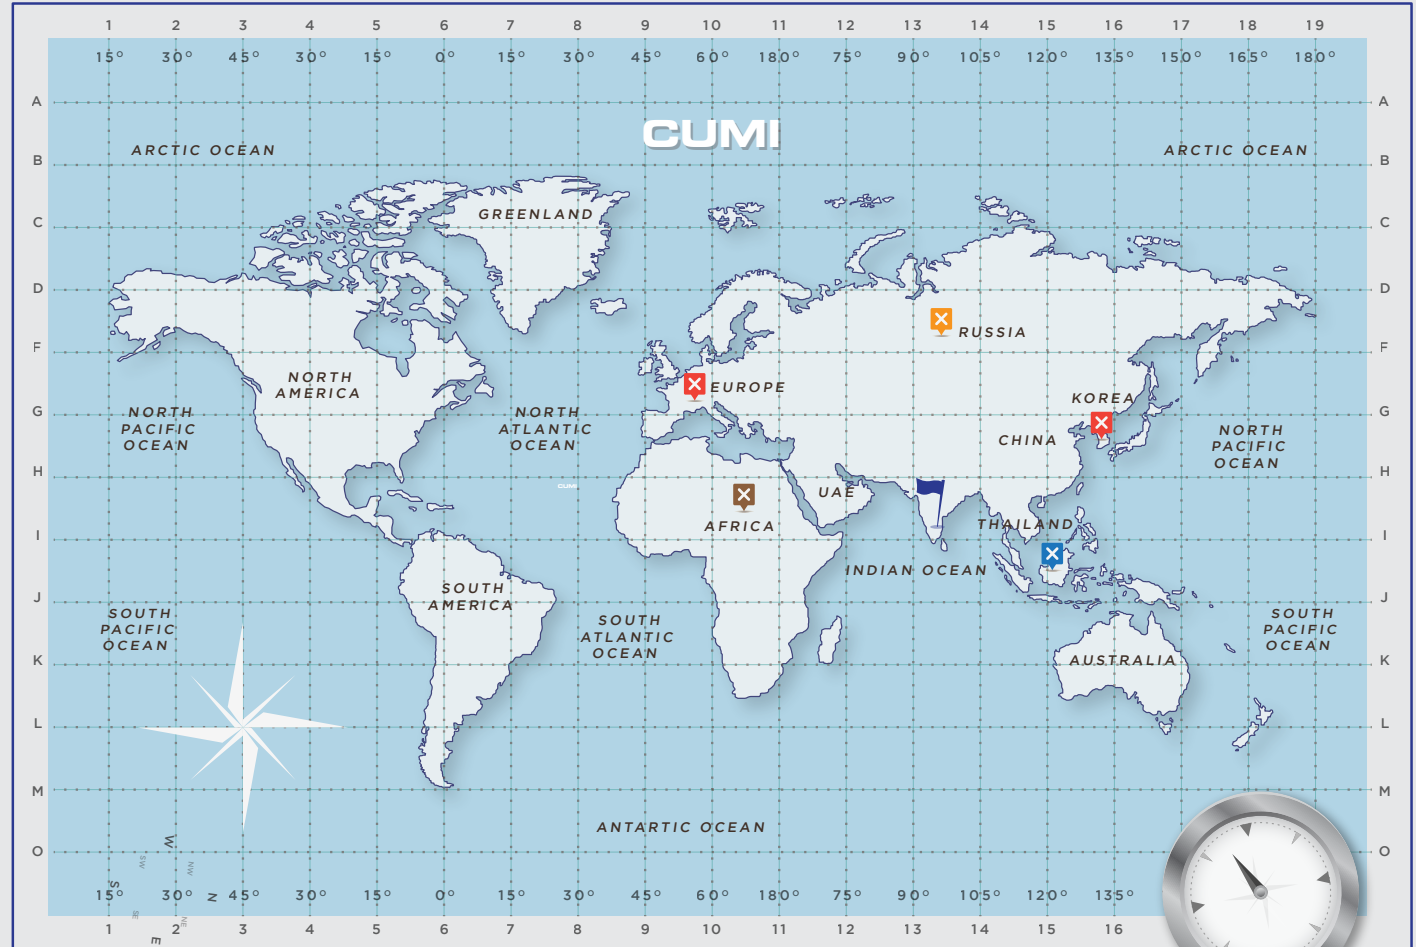 1 2 3 4 5 6 7 8 9 10 11 12 13 14 15 16 17 18 19
15° 30° 45° 30° 15° 0° 15° 30° 45° 60° 180° 75° 90° 105° 120° 135° 150° 165° 180°
A A
CUMI
ARCTIC OCEAN ARCTIC OCEAN
B B
GREENLAND
C C
D D
RUSSIA
F F
NORTH
AMERICA
EUROPE
KOREA
G G
NORTH
PACIFIC
OCEAN
NORTH
ATLANTIC
OCEAN
CHINA
NORTH
PACIFIC
OCEAN
H H
CUMI
UAE
AFRICA
THAILAND
I I
INDIAN OCEAN
SOUTH
AMERICA
J J
SOUTH
PACIFIC
OCEAN
SOUTH
ATLANTIC
OCEAN
SOUTH
PACIFIC
OCEAN
K K
AUSTRALIA
L L
M M
ANTARTIC OCEAN
O O
W
SW
NW
S
N
SE
NE
E
15° 30° 45° 30° 15° 0° 15° 30° 45° 60° 180° 75° 90° 105° 120° 135°
1 2 3 4 5 6 7 8 9 10 11 12 13 14 15 16